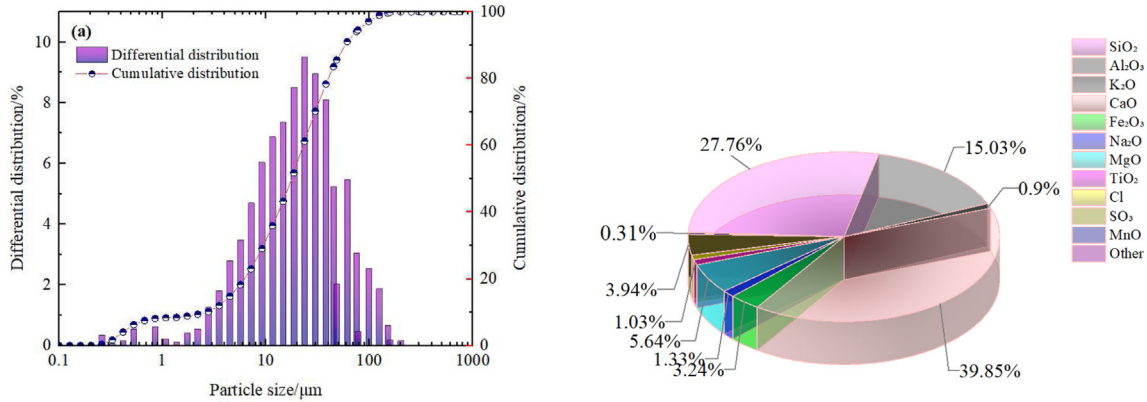 (a)
Differential distribution
Cumulative distribution
Differential distribution/%
0
2
4
6
8
10
0.1
1
10
100
1000
Particle size/μm
0
20
40
60
80
100
Cumulative distribution/%
27.76%
15.03%
0.9%
39.85%
3.24%
1.33%
5.64%
1.03%
3.94%
0.31%
SiO₂
Al₂O₃
K₂O
CaO
Fe₂O₃
Na₂O
MgO
TiO₂
Cl
SO₃
MnO
Other